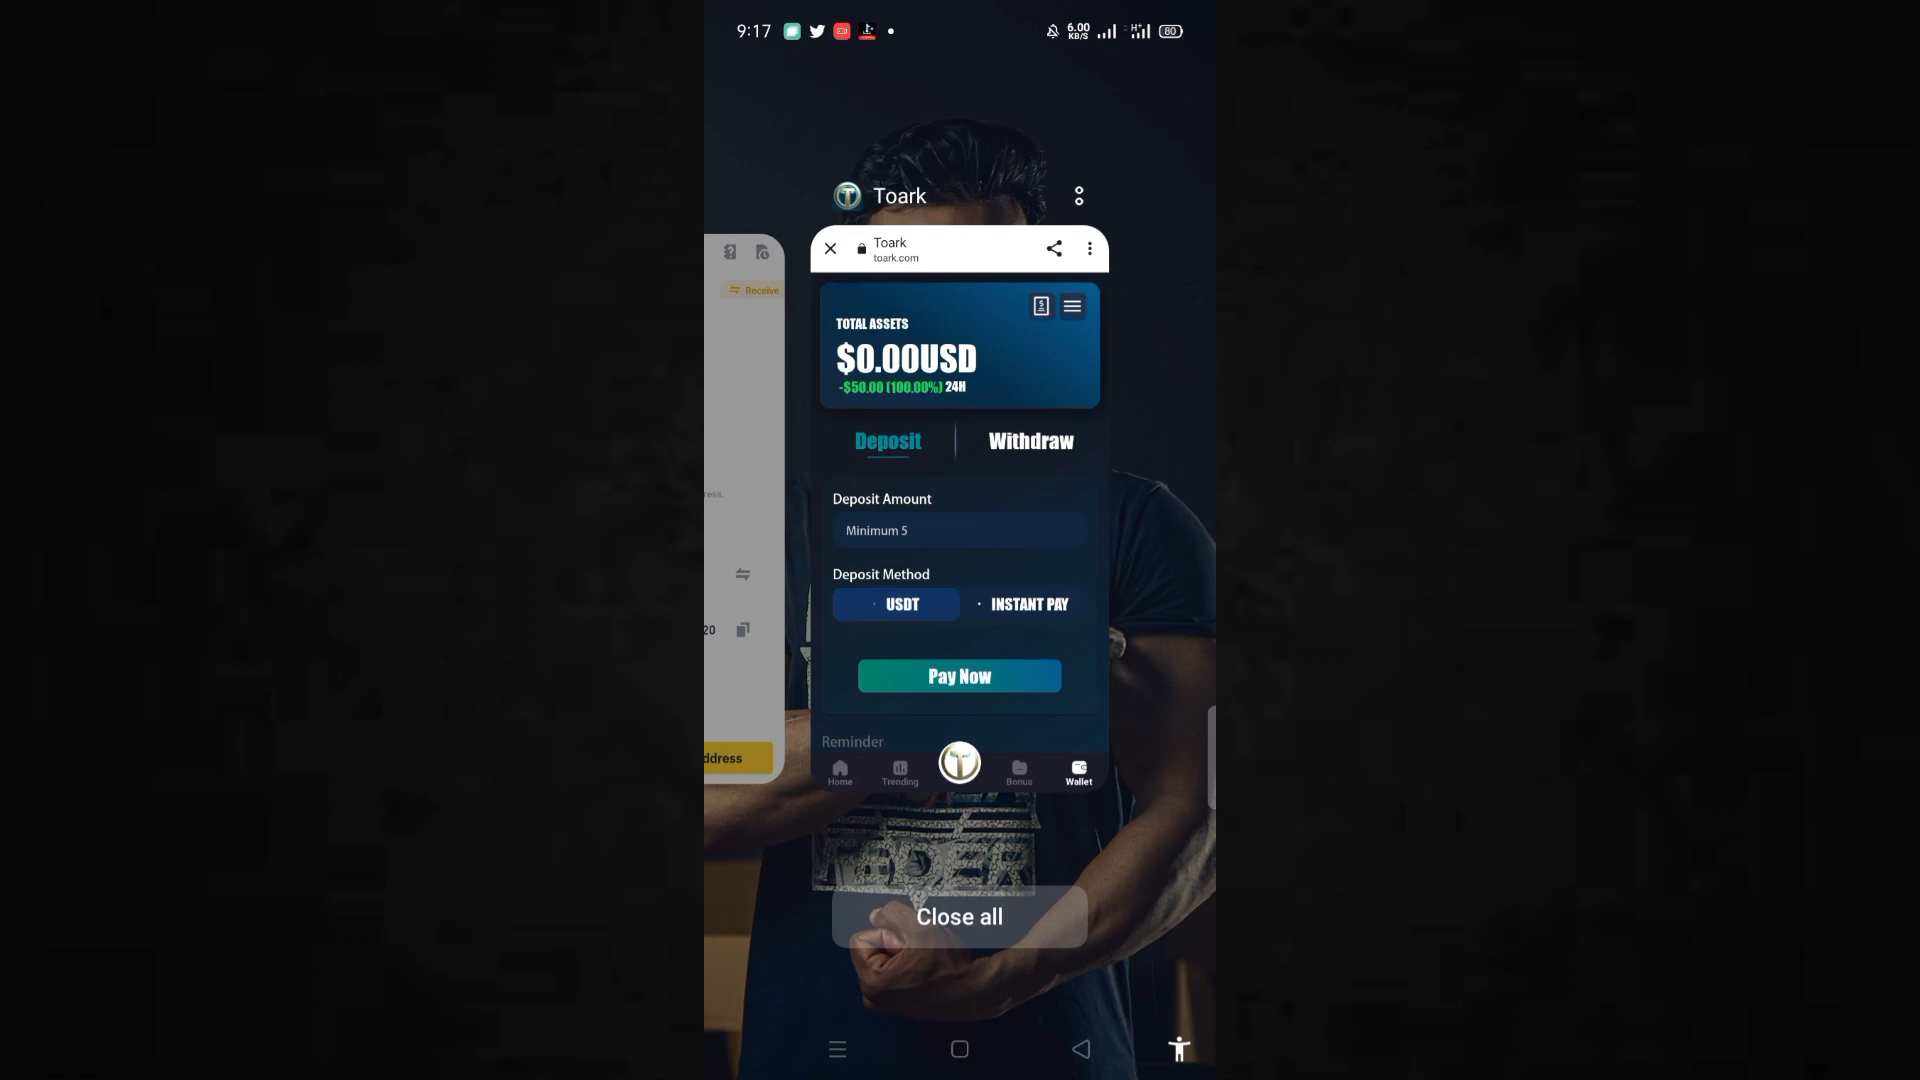 9:17
6.00
KB/S
H+
80
Toark
Toark
toark.com
Receive
TOTAL ASSETS
$0.00USD
-$50.00 (100.00%) 24H
Deposit
Withdraw
ress.
Deposit Amount
Minimum 5
Deposit Method
USDT
INSTANT PAY
20
Pay Now
Reminder
ddress
Home
Trending
Bonus
Wallet
Close all